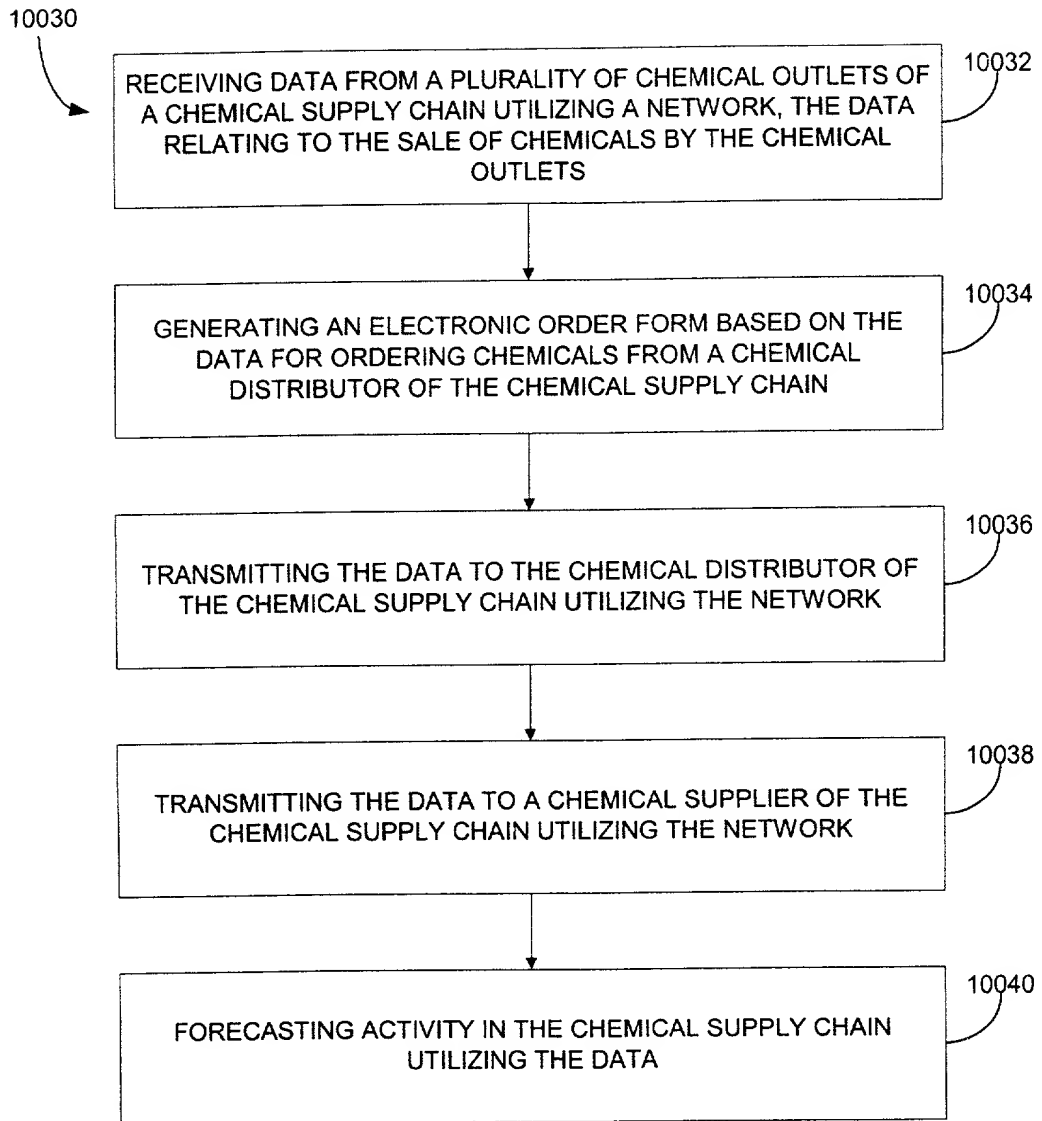 10030
10032
RECEIVING DATA FROM A PLURALITY OF CHEMICAL OUTLETS OF
A CHEMICAL SUPPLY CHAIN UTILIZING A NETWORK, THE DATA
RELATING TO THE SALE OF CHEMICALS BY THE CHEMICAL
OUTLETS
10034
GENERATING AN ELECTRONIC ORDER FORM BASED ON THE
DATA FOR ORDERING CHEMICALS FROM A CHEMICAL
DISTRIBUTOR OF THE CHEMICAL SUPPLY CHAIN
10036
TRANSMITTING THE DATA TO THE CHEMICAL DISTRIBUTOR OF
THE CHEMICAL SUPPLY CHAIN UTILIZING THE NETWORK
10038
TRANSMITTING THE DATA TO A CHEMICAL SUPPLIER OF THE
CHEMICAL SUPPLY CHAIN UTILIZING THE NETWORK
10040
FORECASTING ACTIVITY IN THE CHEMICAL SUPPLY CHAIN
UTILIZING THE DATA